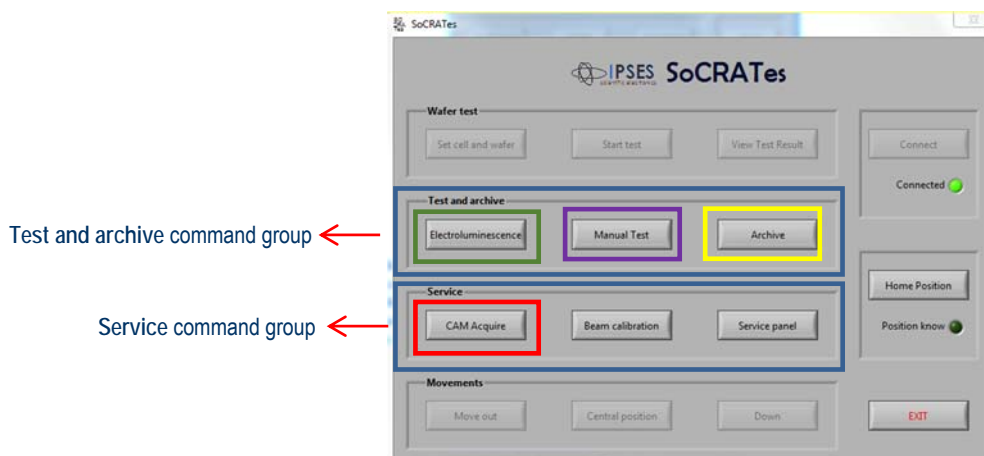 SoCRATes
IPSES SoCRATes
Wafer test
Set cell and wafer Start test View Test Result Connect
Connected
Test and archive
Test and archive command group Electroluminescence Manual Test Archive
Home Position
Service
Service command group CAM Acquire Beam calibration Service panel Position know
Movements
Move out Central position Down EXIT